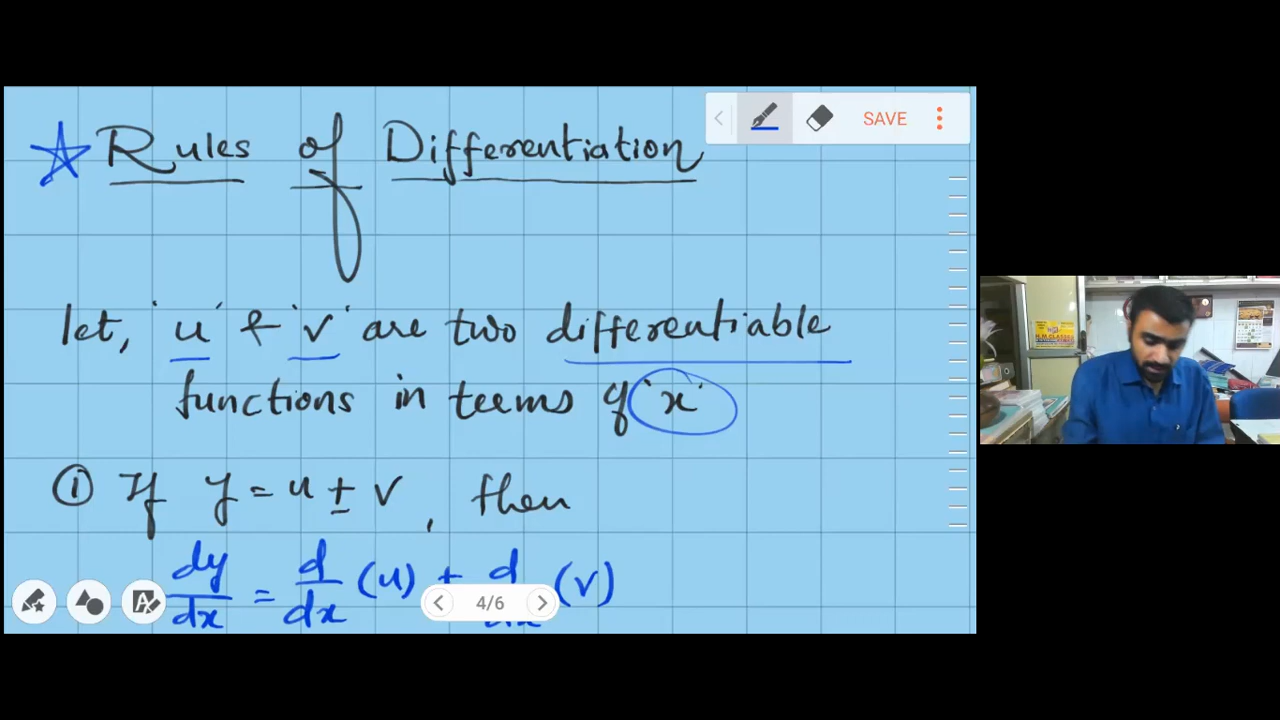 Rules of Differentiation
SAVE
let, 'u' & 'v' are two differentiable
functions in terms of 'x'
① If y = u ± v, then
dy/dx = d/dx (u) ± d/dx (v)
4/6
H.M.CLASSES